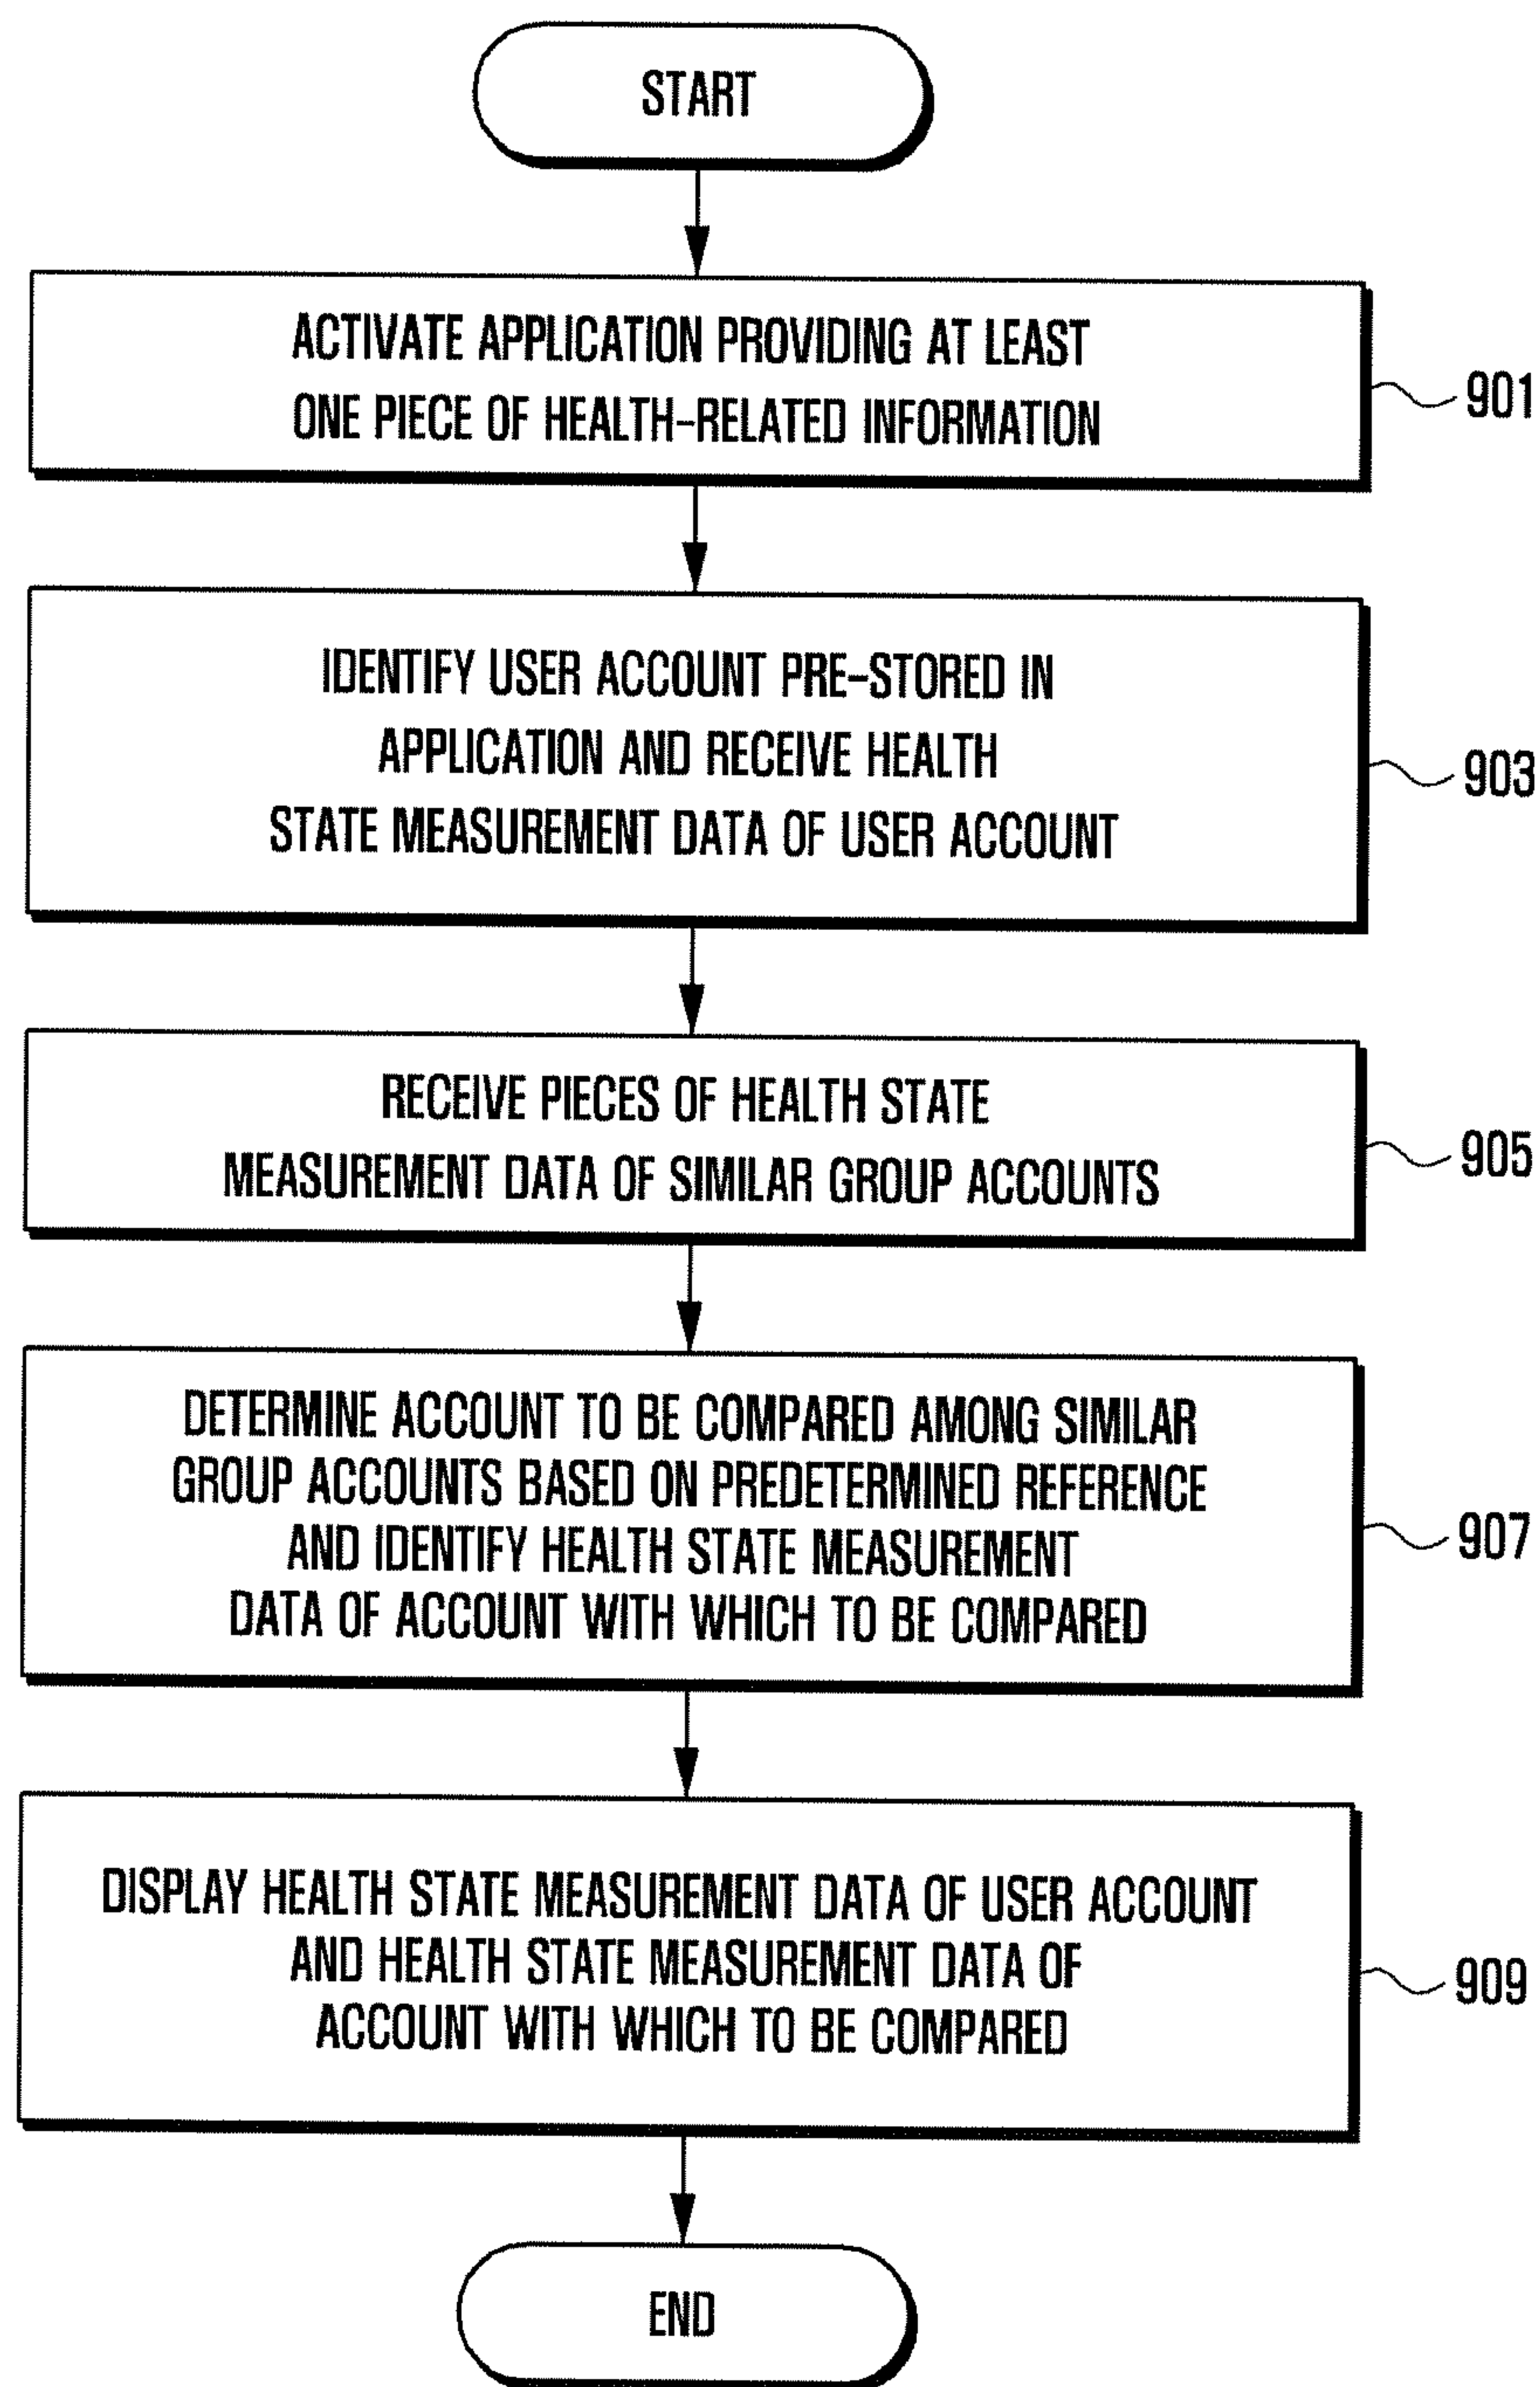 START
ACTIVATE APPLICATION PROVIDING AT LEAST
ONE PIECE OF HEALTH-RELATED INFORMATION
901
IDENTIFY USER ACCOUNT PRE-STORED IN
APPLICATION AND RECEIVE HEALTH
STATE MEASUREMENT DATA OF USER ACCOUNT
903
RECEIVE PIECES OF HEALTH STATE
MEASUREMENT DATA OF SIMILAR GROUP ACCOUNTS
905
DETERMINE ACCOUNT TO BE COMPARED AMONG SIMILAR
GROUP ACCOUNTS BASED ON PREDETERMINED REFERENCE
AND IDENTIFY HEALTH STATE MEASUREMENT
DATA OF ACCOUNT WITH WHICH TO BE COMPARED
907
DISPLAY HEALTH STATE MEASUREMENT DATA OF USER ACCOUNT
AND HEALTH STATE MEASUREMENT DATA OF
ACCOUNT WITH WHICH TO BE COMPARED
909
END